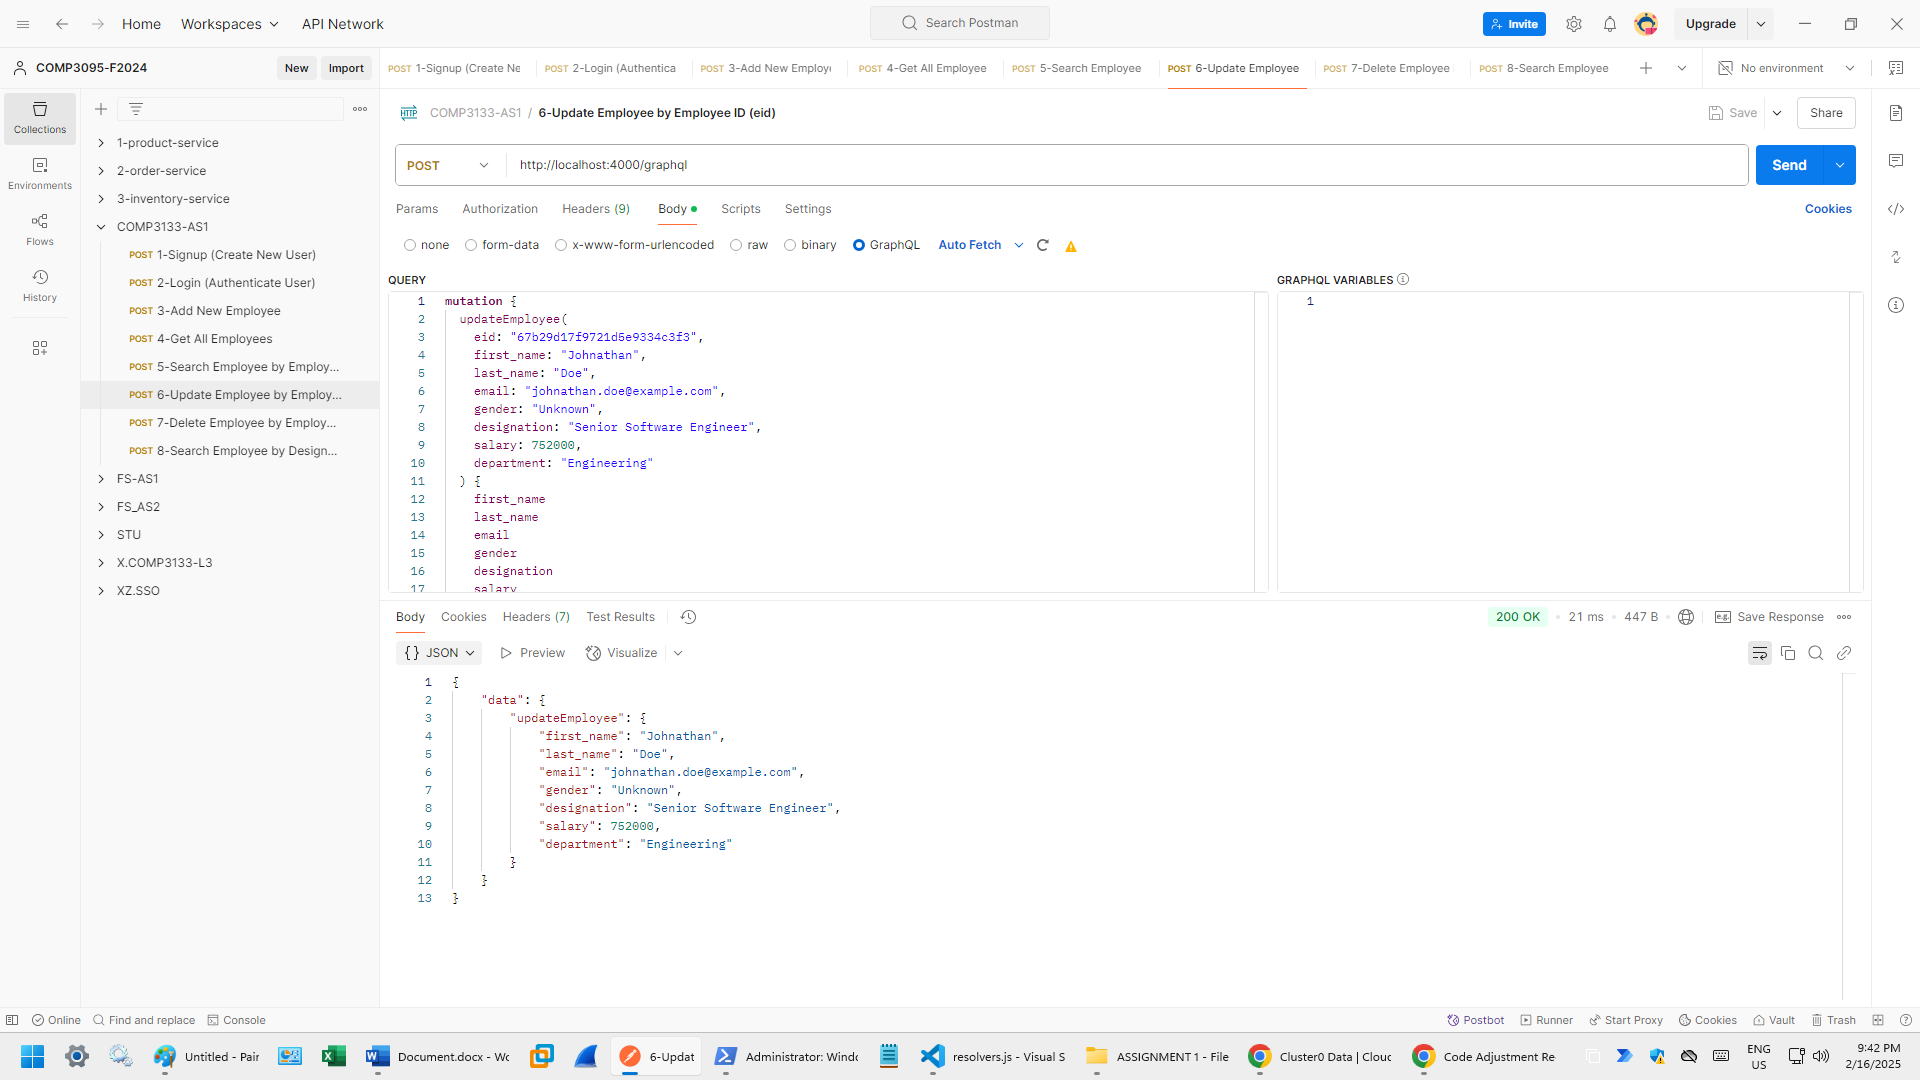 Home
Workspaces
API Network
Search Postman
Invite
Upgrade
COMP3095-F2024
New
Import
POST 1-Signup (Create Ne
POST 2-Login (Authentica
POST 3-Add New Employe
POST 4-Get All Employee
POST 5-Search Employee
POST 6-Update Employee
POST 7-Delete Employee
POST 8-Search Employee
No environment
Collections
Environments
Flows
History
1-product-service
2-order-service
3-inventory-service
COMP3133-AS1
POST 1-Signup (Create New User)
POST 2-Login (Authenticate User)
POST 3-Add New Employee
POST 4-Get All Employees
POST 5-Search Employee by Employ...
POST 6-Update Employee by Employ...
POST 7-Delete Employee by Employ...
POST 8-Search Employee by Design...
FS-AS1
FS_AS2
STU
X.COMP3133-L3
XZ.SSO
HTTP
COMP3133-AS1 / 6-Update Employee by Employee ID (eid)
Save
Share
POST
http://localhost:4000/graphql
Send
Params
Authorization
Headers (9)
Body
Scripts
Settings
Cookies
none
form-data
x-www-form-urlencoded
raw
binary
GraphQL
Auto Fetch
QUERY
1 mutation {
2 updateEmployee(
3 eid: "67b29d17f9721d5e9334c3f3",
4 first_name: "Johnathan",
5 last_name: "Doe",
6 email: "johnathan.doe@example.com",
7 gender: "Unknown",
8 designation: "Senior Software Engineer",
9 salary: 752000,
10 department: "Engineering"
11 ) {
12 first_name
13 last_name
14 email
15 gender
16 designation
17 salary
GRAPHQL VARIABLES
1
Body
Cookies
Headers (7)
Test Results
200 OK
21 ms
447 B
e.g.
Save Response
{} JSON
Preview
Visualize
1 {
2 "data": {
3 "updateEmployee": {
4 "first_name": "Johnathan",
5 "last_name": "Doe",
6 "email": "johnathan.doe@example.com",
7 "gender": "Unknown",
8 "designation": "Senior Software Engineer",
9 "salary": 752000,
10 "department": "Engineering"
11 }
12 }
13 }
Online
Find and replace
Console
Postbot
Runner
Start Proxy
Cookies
Vault
Trash
Untitled - Pair
Document.docx - Wo
6-Updat
Administrator: Windo
resolvers.js - Visual S
ASSIGNMENT 1 - File
Cluster0 Data | Clouc
Code Adjustment Re
ENG
US
9:42 PM
2/16/2025